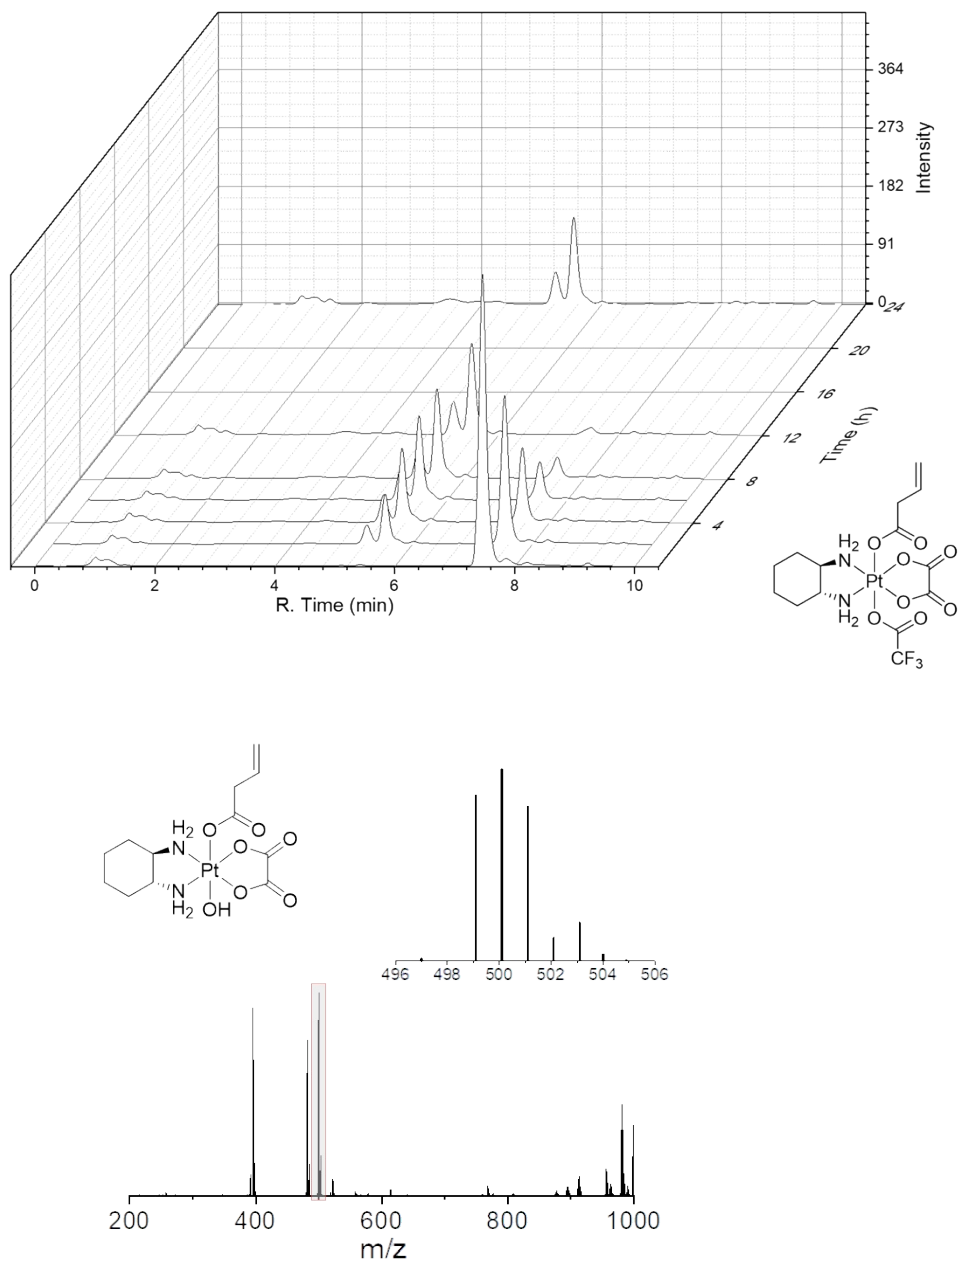 364
273
182
91
0
Intensity
24
20
16
12
8
4
Time (h)
0 2 4 6 8 10
R. Time (min)
H2
N
O
O
O
O
Pt
N
H2
O
O
O
O
CF3
H2
N
O
O
O
O
Pt
N
H2
O
O
OH
496 498 500 502 504 506
200 400 600 800 1000
m/z